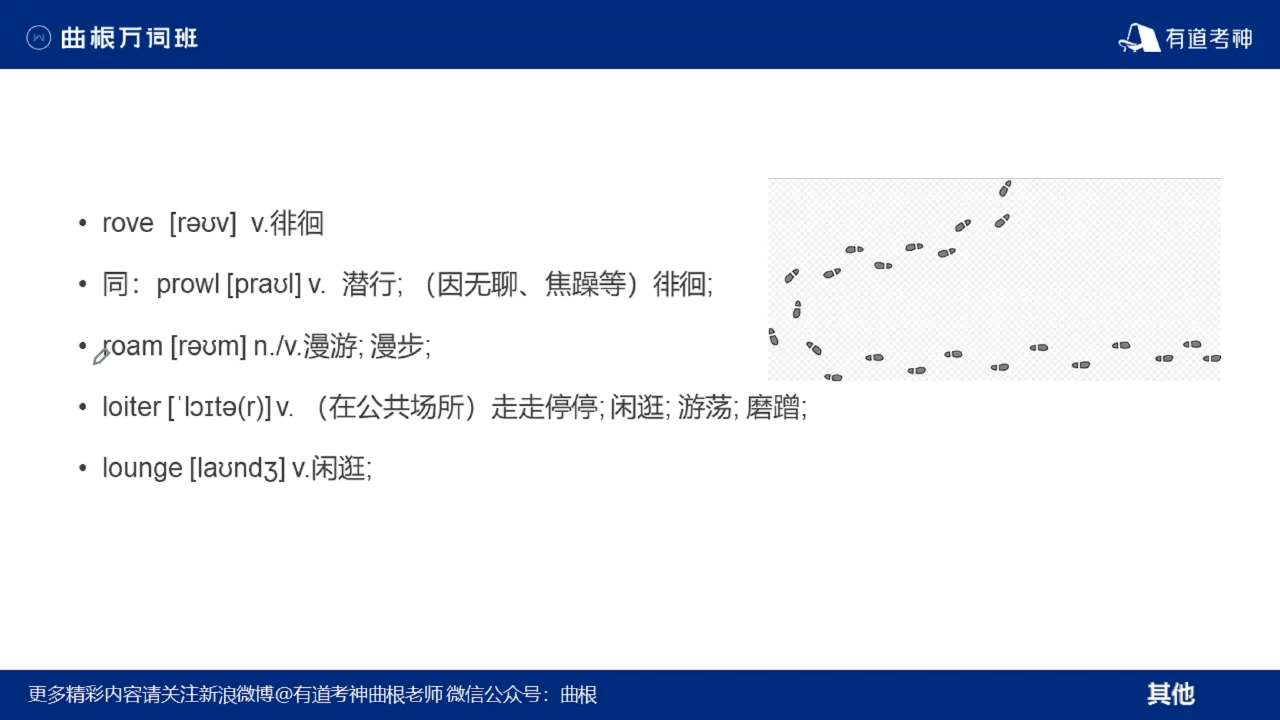 曲根万词班
有道考神
• rove [rəʊv] v.徘徊
• 同：prowl [praʊl] v. 潜行; （因无聊、焦躁等）徘徊;
• roam [rəʊm] n./v.漫游; 漫步;
• loiter [ˈlɔɪtə(r)] v. （在公共场所）走走停停; 闲逛; 游荡; 磨蹭;
• lounge [laʊndʒ] v.闲逛;
更多精彩内容请关注新浪微博@有道考神曲根老师 微信公众号：曲根
其他